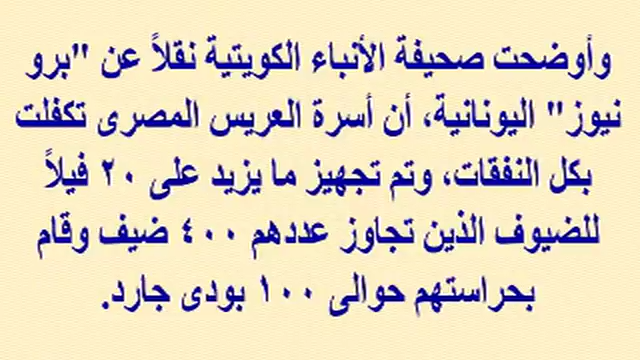 وأوضحت صحيفة الأنباء الكويتية نقلاً عن "برو
نيوز" اليونانية، أن أسرة العريس المصرى تكفلت
بكل النفقات، وتم تجهيز ما يزيد على ٢٠ فيلاً
للضيوف الذين تجاوز عددهم ٤٠٠ ضيف وقام
بحراستهم حوالى ١٠٠ بودى جارد.